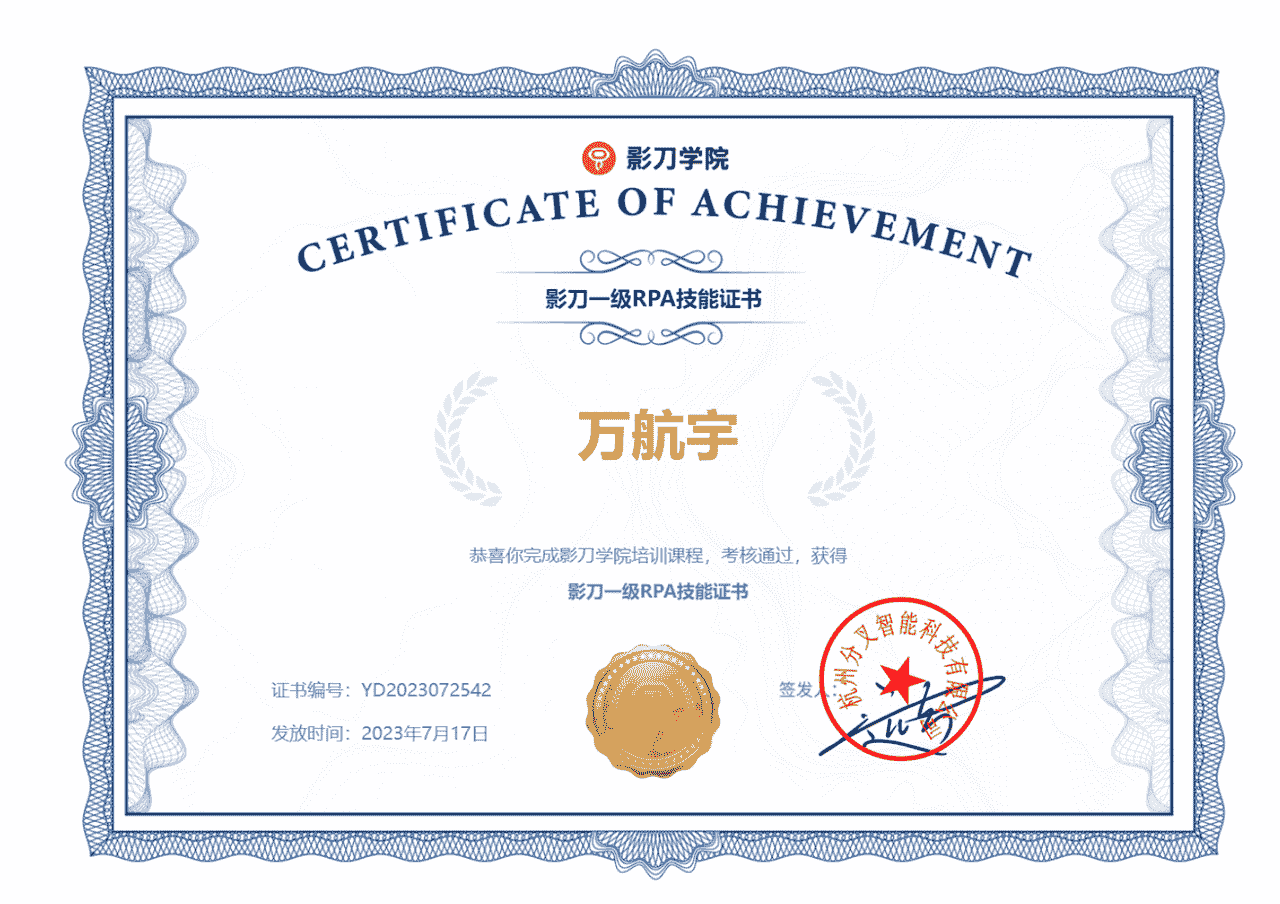 影刀学院
CERTIFICATE OF ACHIEVEMENT
影刀一级RPA技能证书
万航宇
恭喜你完成影刀学院培训课程，考核通过，获得
影刀一级RPA技能证书
证书编号：YD2023072542
发放时间：2023年7月17日
签发人：
杭州分叉智能科技有限公司